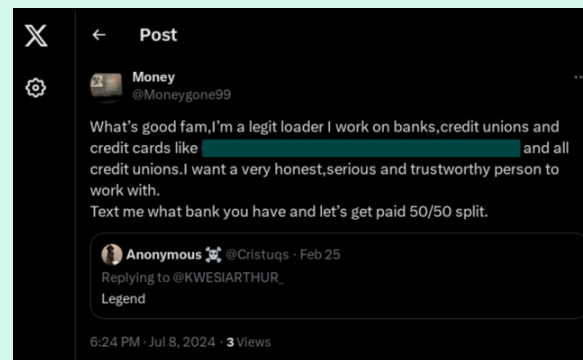 Post
Money
@Moneygone99
What's good fam,I'm a legit loader I work on banks,credit unions and
credit cards like and all
credit unions.I want a very honest,serious and trustworthy person to
work with.
Text me what bank you have and let's get paid 50/50 split.
Anonymous ☠️ @Cristuqs · Feb 25
Replying to @KWESIARTHUR_
Legend
6:24 PM · Jul 8, 2024 · 3 Views